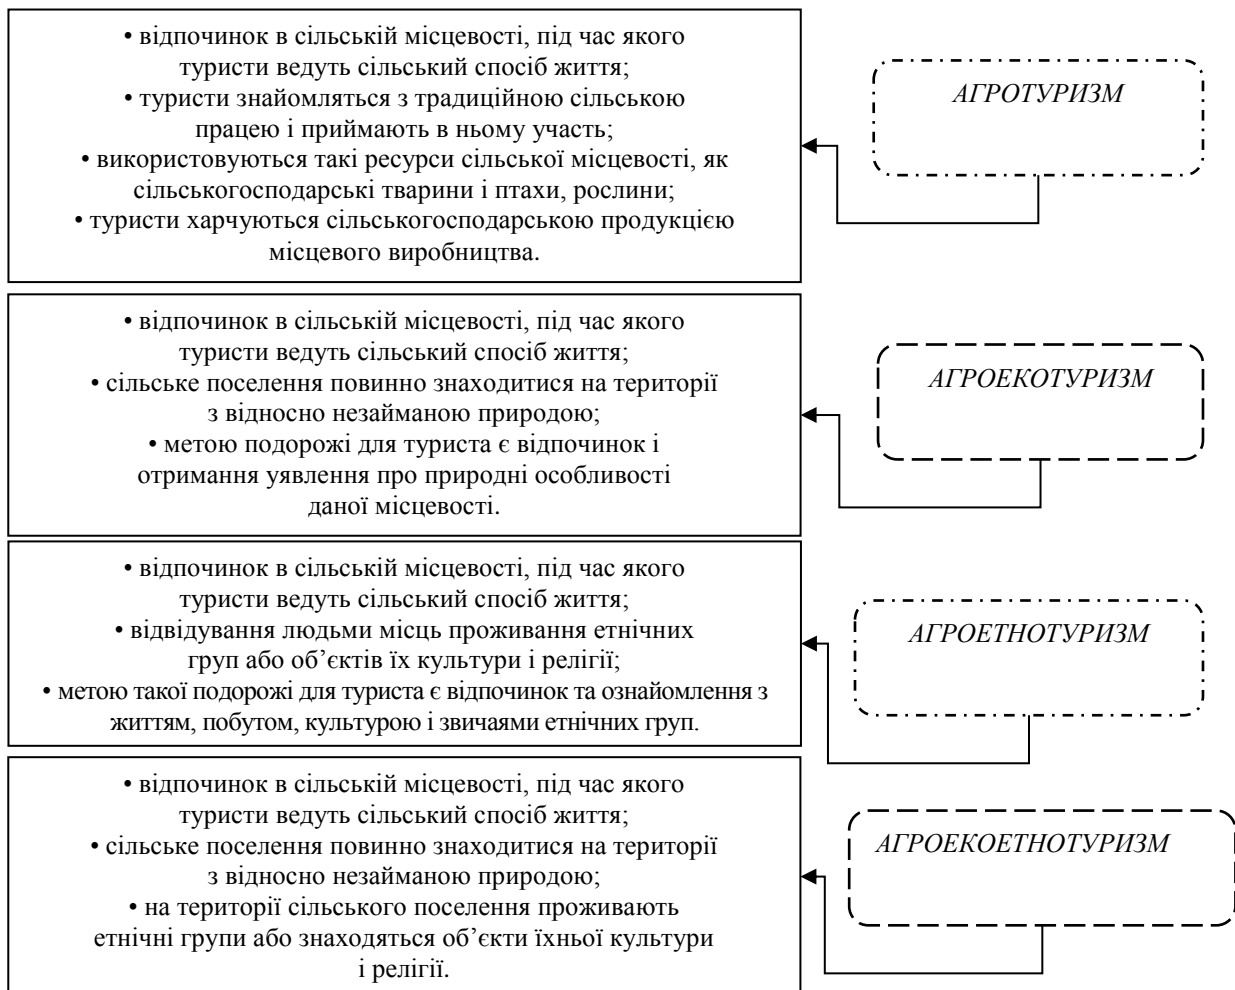 • відпочинок в сільській місцевості, під час якого
туристи ведуть сільський спосіб життя;
• туристи знайомляться з традиційною сільською
працею і приймають в ньому участь;
• використовуються такі ресурси сільської місцевості, як
сільськогосподарські тварини і птахи, рослини;
• туристи харчуються сільськогосподарською продукцією
місцевого виробництва.
АГРОТУРИЗМ
• відпочинок в сільській місцевості, під час якого
туристи ведуть сільський спосіб життя;
• сільське поселення повинно знаходитися на території
з відносно незайманою природою;
• метою подорожі для туриста є відпочинок і
отримання уявлення про природні особливості
даної місцевості.
АГРОЕКОТУРИЗМ
• відпочинок в сільській місцевості, під час якого
туристи ведуть сільський спосіб життя;
• відвідування людьми місць проживання етнічних
груп або об’єктів їх культури і релігії;
• метою такої подорожі для туриста є відпочинок та ознайомлення з
життям, побутом, культурою і звичаями етнічних груп.
АГРОЕТНОТУРИЗМ
• відпочинок в сільській місцевості, під час якого
туристи ведуть сільський спосіб життя;
• сільське поселення повинно знаходитися на території
з відносно незайманою природою;
• на території сільського поселення проживають
етнічні групи або знаходяться об’єкти їхньої культури
і релігії.
АГРОЕКОЕТНОТУРИЗМ